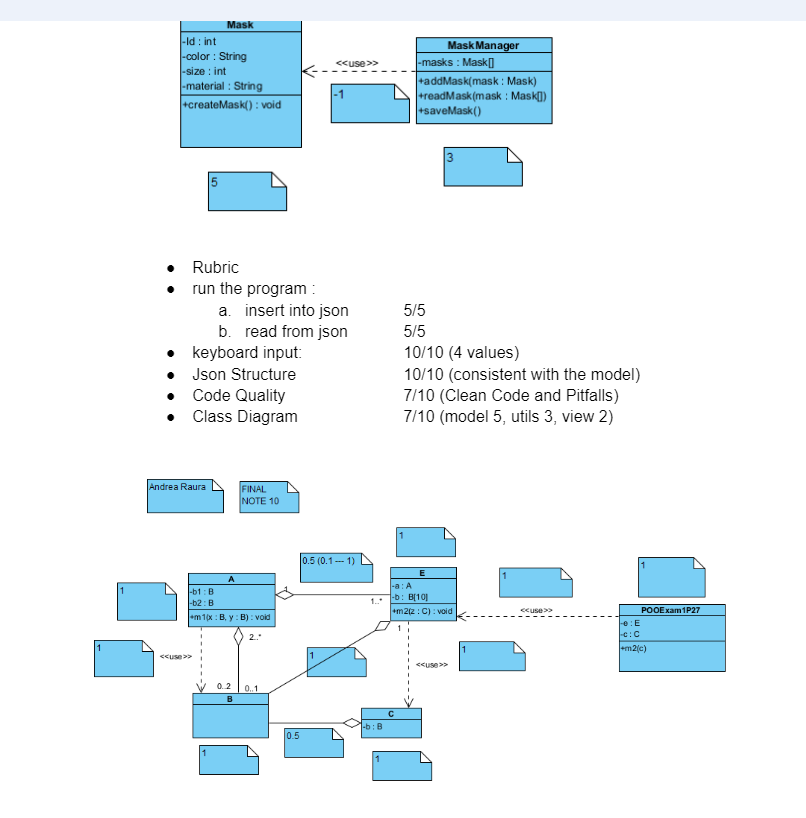 Mask
-Id : int
-color : String
-size : int
-material : String
+createMask() : void
<<use>>
-1
MaskManager
-masks : Mask[]
+addMask(mask : Mask)
+readMask(mask : Mask[])
+saveMask()
3
5
• Rubric
• run the program :
a. insert into json 5/5
b. read from json 5/5
• keyboard input: 10/10 (4 values)
• Json Structure 10/10 (consistent with the model)
• Code Quality 7/10 (Clean Code and Pitfalls)
• Class Diagram 7/10 (model 5, utils 3, view 2)
Andrea Raura
FINAL
NOTE 10
1
0.5 (0.1 --- 1)
1
1
1
A
-b1 : B
-b2 : B
+m1(x : B, y : B) : void
1
1..*
E
-a : A
-b : B[10]
+m2(z : C) : void
<<use>>
POOExam1P27
-e : E
-c : C
+m2(c)
1
<<use>>
2..*
1
1
<<use>>
1
0..2
0..1
B
C
-b : B
0.5
1
1